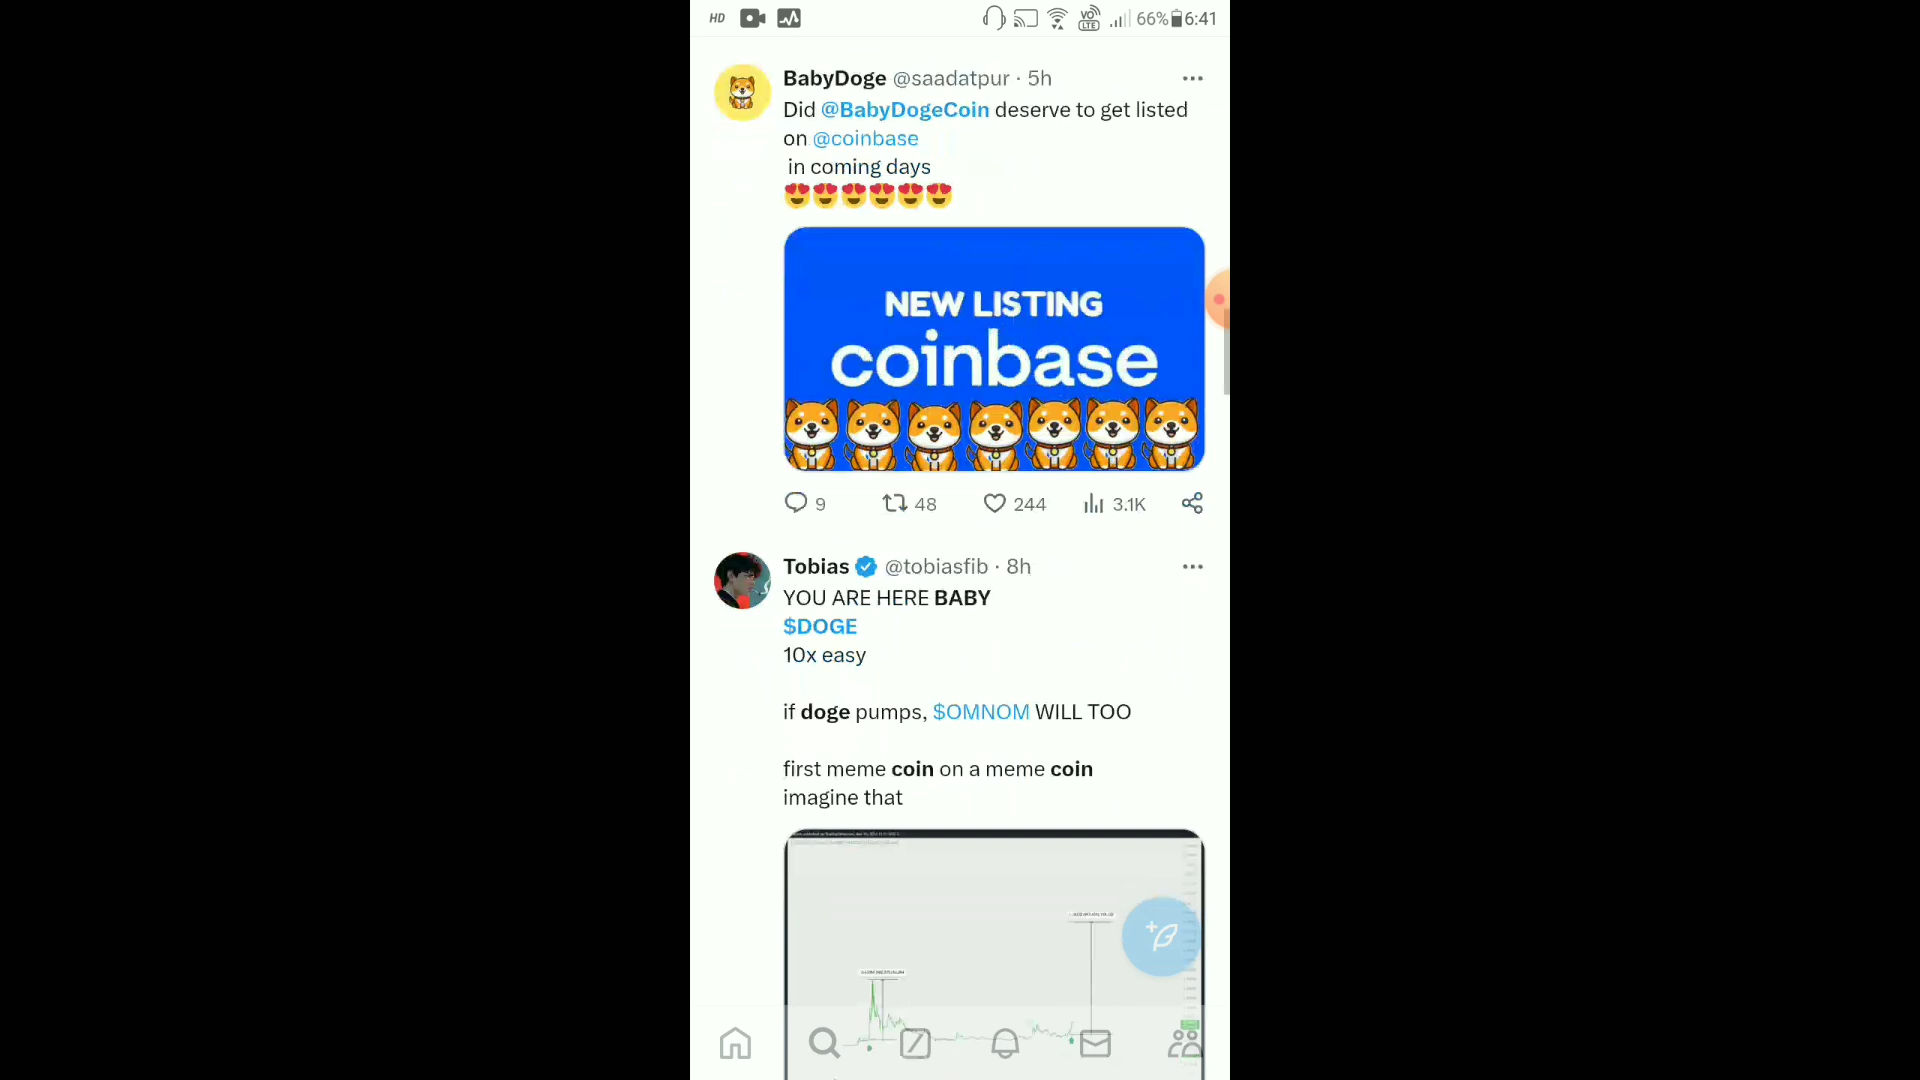 HD VO LTE 66% 6:41
BabyDoge @saadatpur · 5h
Did @BabyDogeCoin deserve to get listed
on @coinbase
in coming days
😍😍😍😍😍😍
NEW LISTING
coinbase
9 48 244 3.1K
Tobias @tobiasfib · 8h
YOU ARE HERE BABY
$DOGE
10x easy
if doge pumps, $OMNOM WILL TOO
first meme coin on a meme coin
imagine that